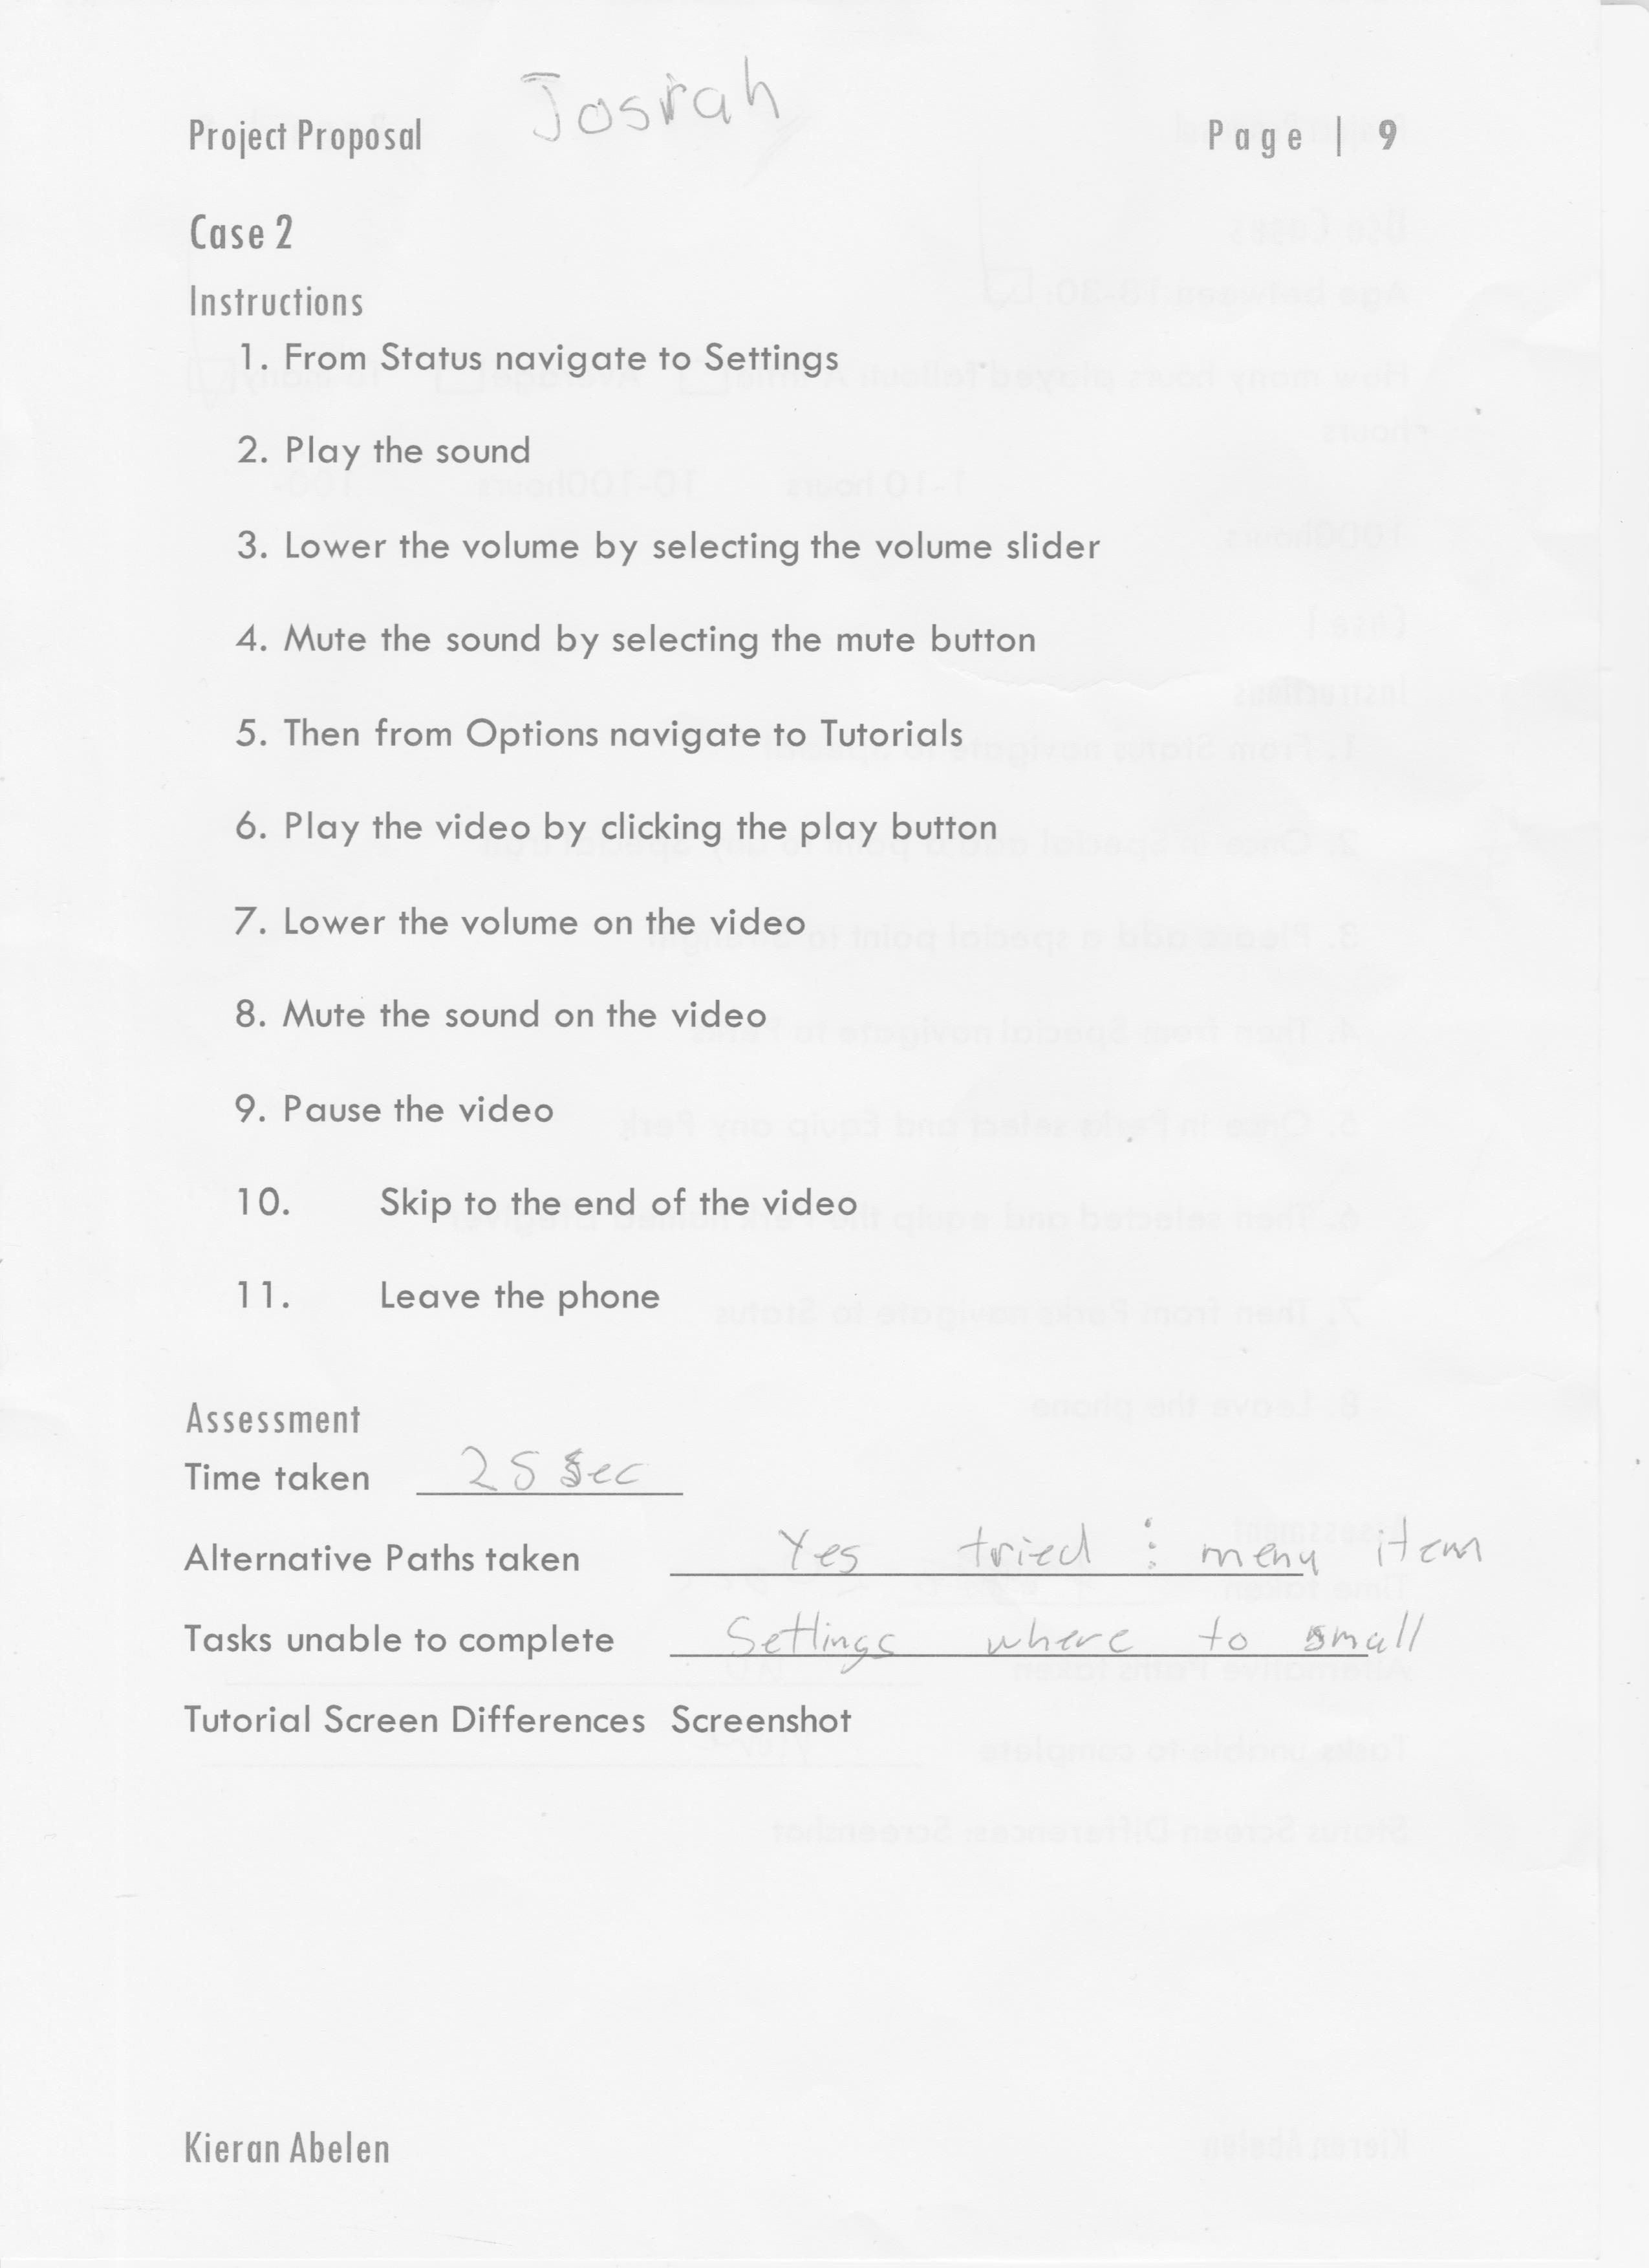 Josiah
Project Proposal Page | 9
Case 2
Instructions
1. From Status navigate to Settings
2. Play the sound
3. Lower the volume by selecting the volume slider
4. Mute the sound by selecting the mute button
5. Then from Options navigate to Tutorials
6. Play the video by clicking the play button
7. Lower the volume on the video
8. Mute the sound on the video
9. Pause the video
10. Skip to the end of the video
11. Leave the phone
Assessment
Time taken 25 Sec
Alternative Paths taken Yes tried : menu item
Tasks unable to complete Settings where to small
Tutorial Screen Differences Screenshot
Kieran Abelen